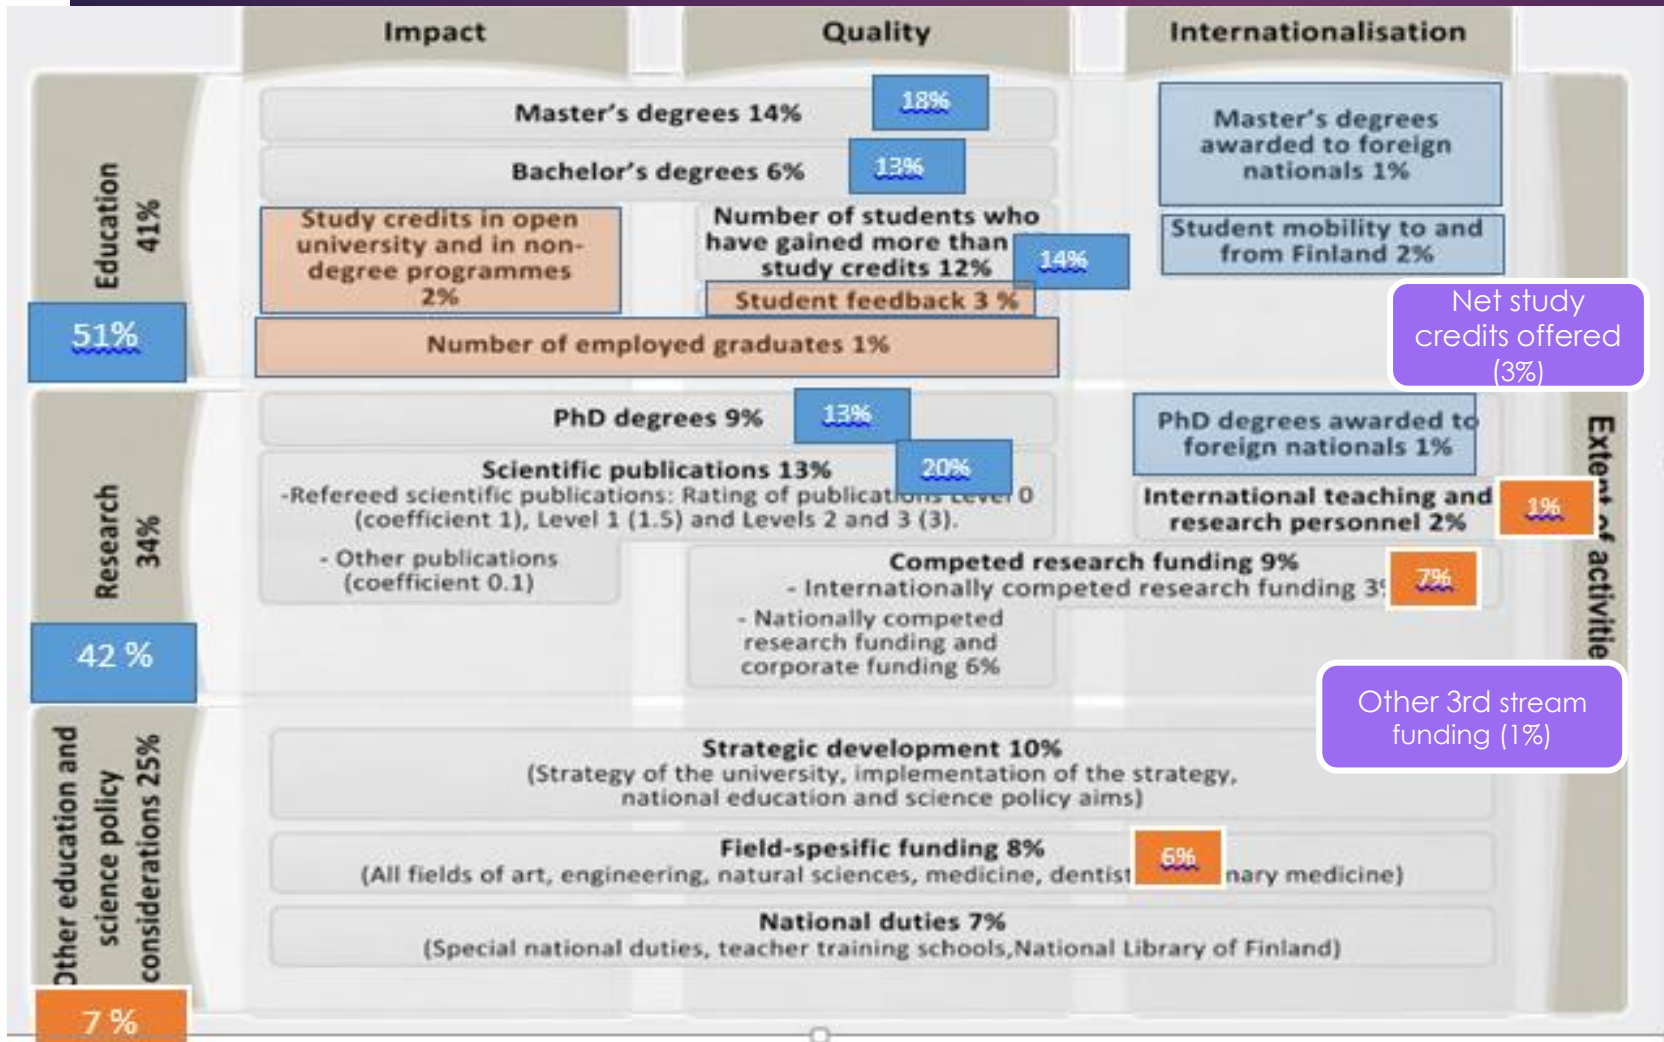 Impact
Quality
Internationalisation
Education
41%
51%
Master's degrees 14%
18%
Bachelor's degrees 6%
13%
Study credits in open
university and in non-
degree programmes
2%
Number of students who
have gained more than
study credits 12%
14%
Student feedback 3 %
Number of employed graduates 1%
Master's degrees
awarded to foreign
nationals 1%
Student mobility to and
from Finland 2%
Net study
credits offered
(3%)
Extent of activitie
Research
34%
42 %
PhD degrees 9%
13%
Scientific publications 13%
20%
-Refereed scientific publications: Rating of publications Level 0
(coefficient 1), Level 1 (1.5) and Levels 2 and 3 (3).
- Other publications
(coefficient 0.1)
PhD degrees awarded to
foreign nationals 1%
International teaching and
research personnel 2%
1%
Competed research funding 9%
- Internationally competed research funding 3%
7%
- Nationally competed
research funding and
corporate funding 6%
Other 3rd stream
funding (1%)
Other education and
science policy
considerations 25%
7 %
Strategic development 10%
(Strategy of the university, implementation of the strategy,
national education and science policy aims)
Field-spesific funding 8%
6%
(All fields of art, engineering, natural sciences, medicine, dentist nary medicine)
National duties 7%
(Special national duties, teacher training schools,National Library of Finland)